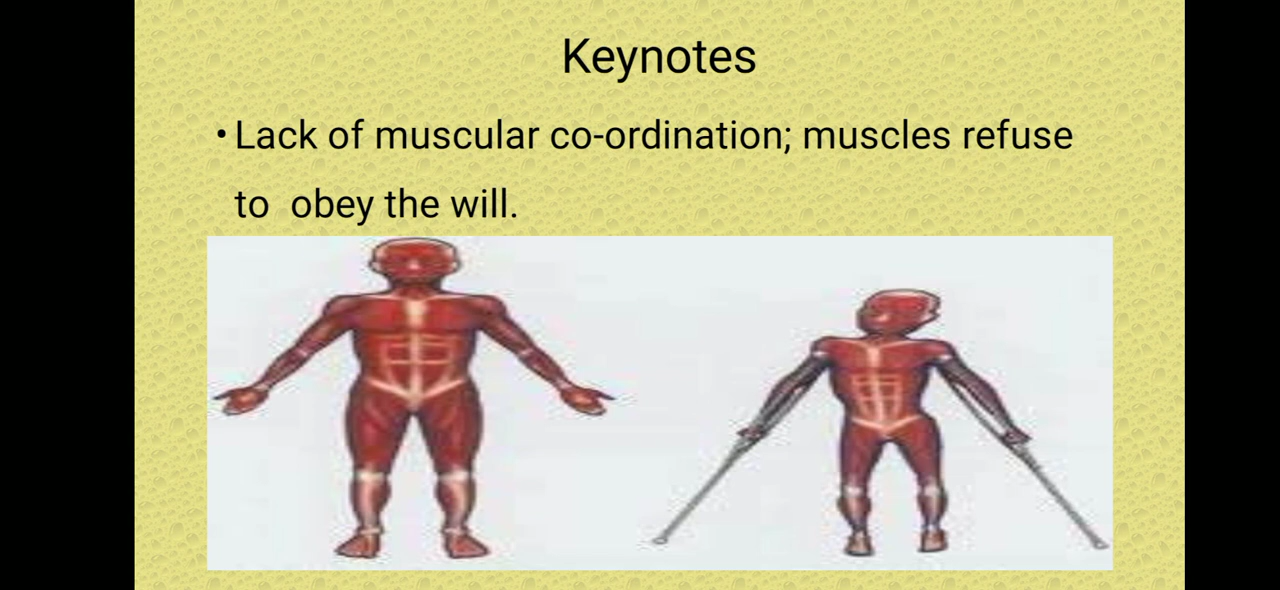 Keynotes
• Lack of muscular co-ordination; muscles refuse
to obey the will.